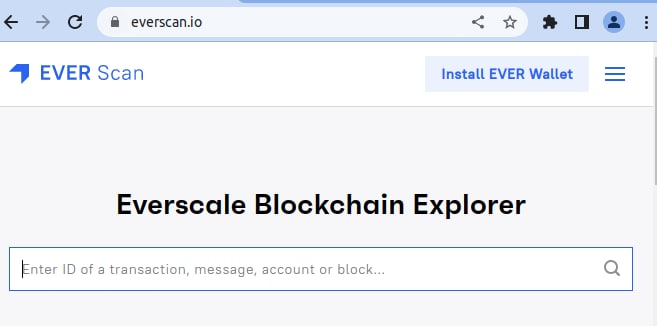 everscan.io
EVER Scan
Install EVER Wallet
Everscale Blockchain Explorer
Enter ID of a transaction, message, account or block...